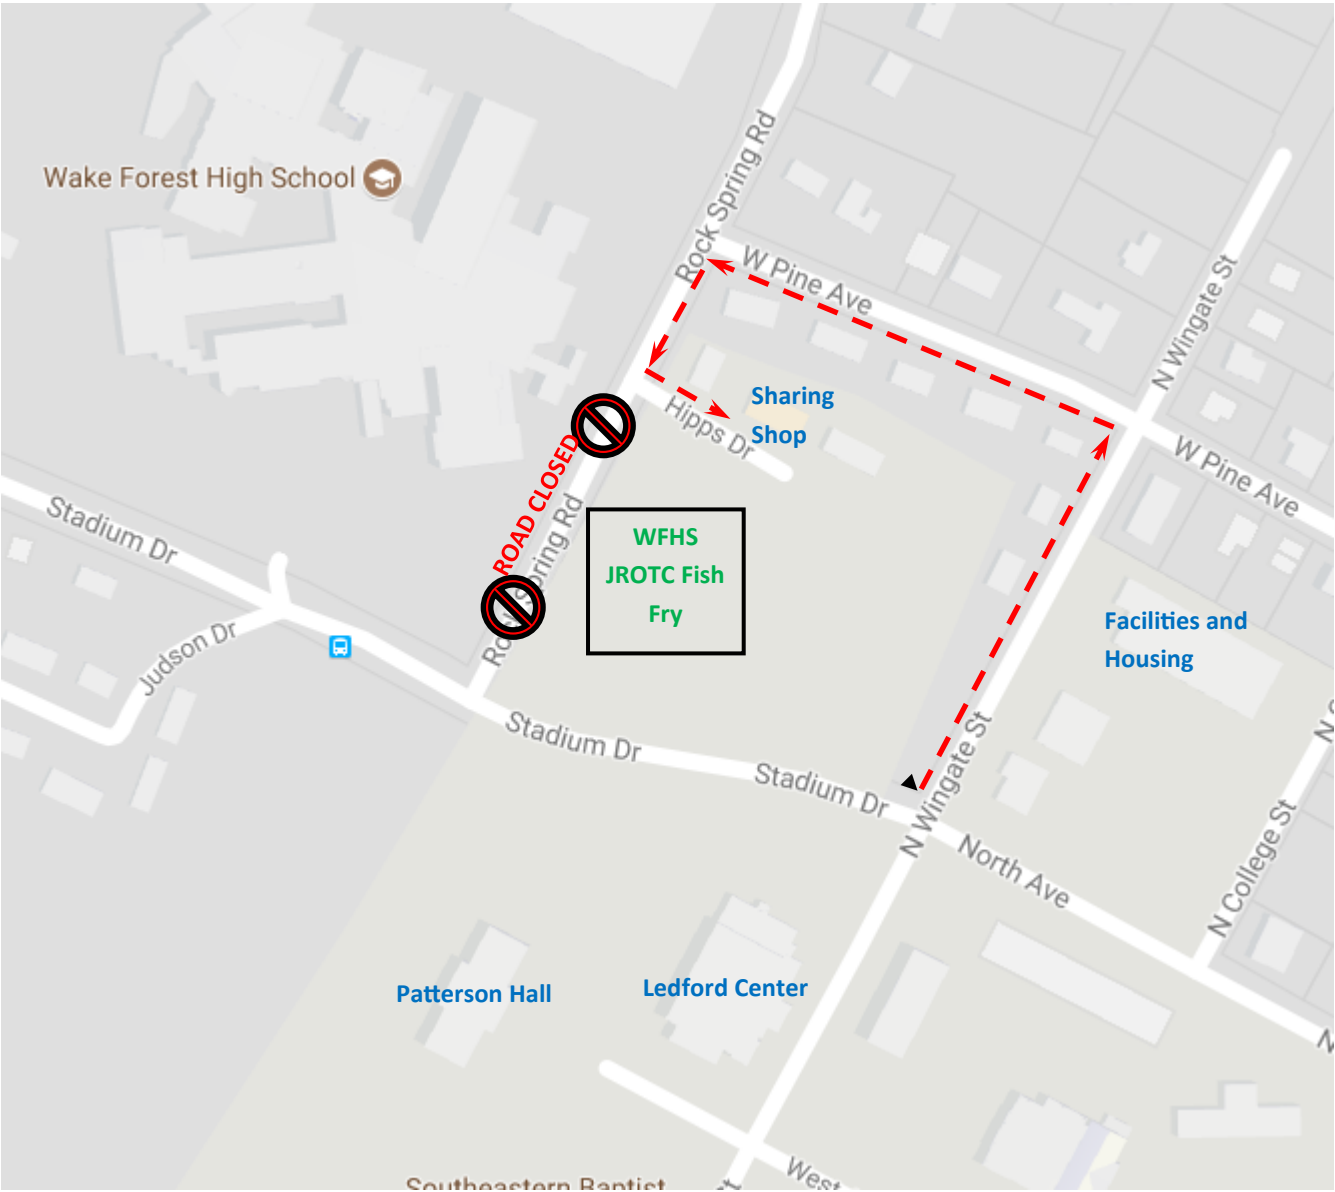 Rock Spring Rd
Wake Forest High School
W Pine Ave
N Wingate St
Sharing
Shop
Hipps Dr
ROAD CLOSED
W Pine Ave
Stadium Dr
Spring Rd
WFHS
JROTC Fish
Fry
Judson Dr
Facilities and
Housing
Stadium Dr
Stadium Dr
N Wingate St
North Ave
N College St
Patterson Hall
Ledford Center
West
Southeastern Baptist